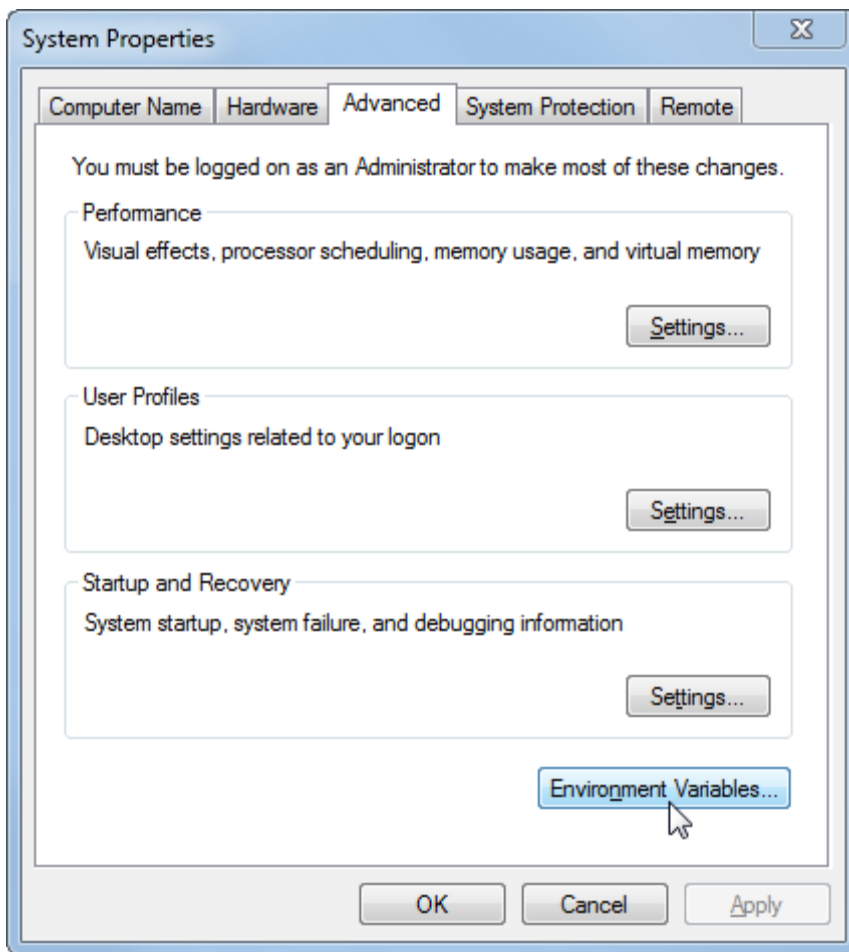 System Properties
Computer Name Hardware Advanced System Protection Remote
You must be logged on as an Administrator to make most of these changes.
Performance
Visual effects, processor scheduling, memory usage, and virtual memory
Settings...
User Profiles
Desktop settings related to your logon
Settings...
Startup and Recovery
System startup, system failure, and debugging information
Settings...
Environment Variables...
OK Cancel Apply